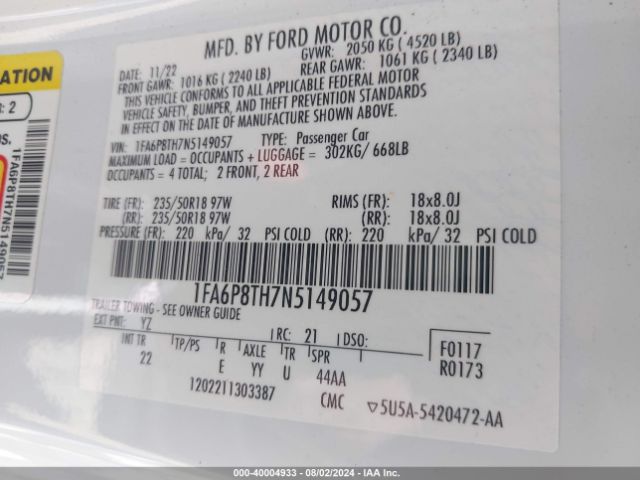 MFD. BY FORD MOTOR CO.
DATE: 11/22 GVWR: 2050 KG ( 4520 LB)
FRONT GAWR: 1016 KG ( 2240 LB) REAR GAWR: 1061 KG ( 2340 LB)
THIS VEHICLE CONFORMS TO ALL APPLICABLE FEDERAL MOTOR
VEHICLE SAFETY, BUMPER, AND THEFT PREVENTION STANDARDS
IN EFFECT ON THE DATE OF MANUFACTURE SHOWN ABOVE.
VIN: 1FA6P8TH7N5149057 TYPE: Passenger Car
MAXIMUM LOAD = OCCUPANTS + LUGGAGE = 302KG/ 668LB
OCCUPANTS = 4 TOTAL; 2 FRONT, 2 REAR
TIRE (FR): 235/50R18 97W RIMS (FR): 18x8.0J
(RR): 235/50R18 97W (RR): 18x8.0J
PRESSURE (FR): 220 kPa/ 32 PSI COLD (RR): 220 kPa/ 32 PSI COLD
1FA6P8TH7N5149057
TRAILER TOWING - SEE OWNER GUIDE
EXT PNT: YZ RC: 21 DSO:
INT TR TP/PS R AXLE TR SPR F0117
22 E YY U 44AA R0173
1202211303387 CMC ▽5U5A-5420472-AA
ATION
: 2
1FA6P8TH7N5149057
000-40004933 - 08/02/2024 - IAA Inc.